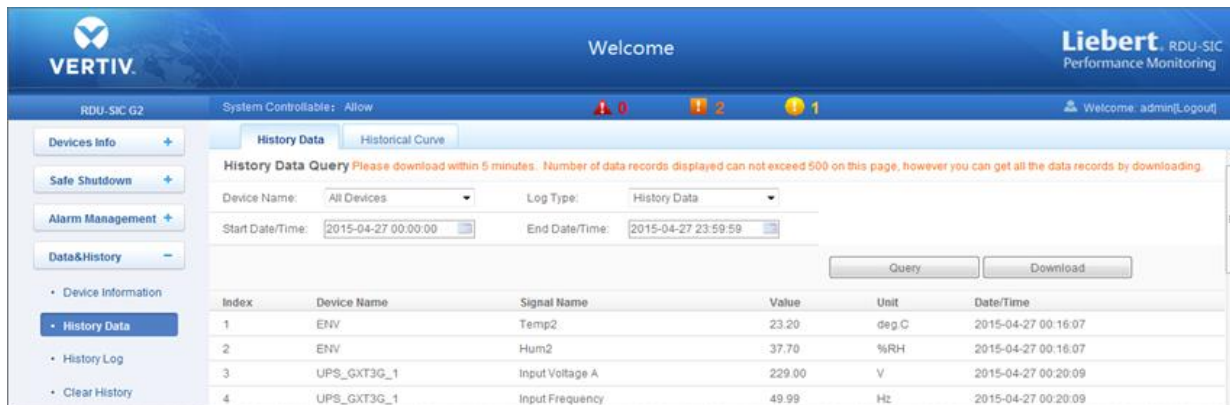 VERTIV.
Welcome
Liebert. RDU-SIC
Performance Monitoring
RDU-SIC G2
System Controllable: Allow
0
2
1
Welcome: admin[Logout]
Devices Info +
Safe Shutdown +
Alarm Management +
Data&History −
• Device Information
• History Data
• History Log
• Clear History
History Data Historical Curve
History Data Query Please download within 5 minutes. Number of data records displayed can not exceed 500 on this page, however you can get all the data records by downloading.
Device Name: All Devices Log Type: History Data
Start Date/Time: 2015-04-27 00:00:00 End Date/Time: 2015-04-27 23:59:59
Query Download
Index Device Name Signal Name Value Unit Date/Time
1 ENV Temp2 23.20 deg.C 2015-04-27 00:16:07
2 ENV Hum2 37.70 %RH 2015-04-27 00:16:07
3 UPS_GXT3G_1 Input Voltage A 229.00 V 2015-04-27 00:20:09
4 UPS_GXT3G_1 Input Frequency 49.99 Hz 2015-04-27 00:20:09